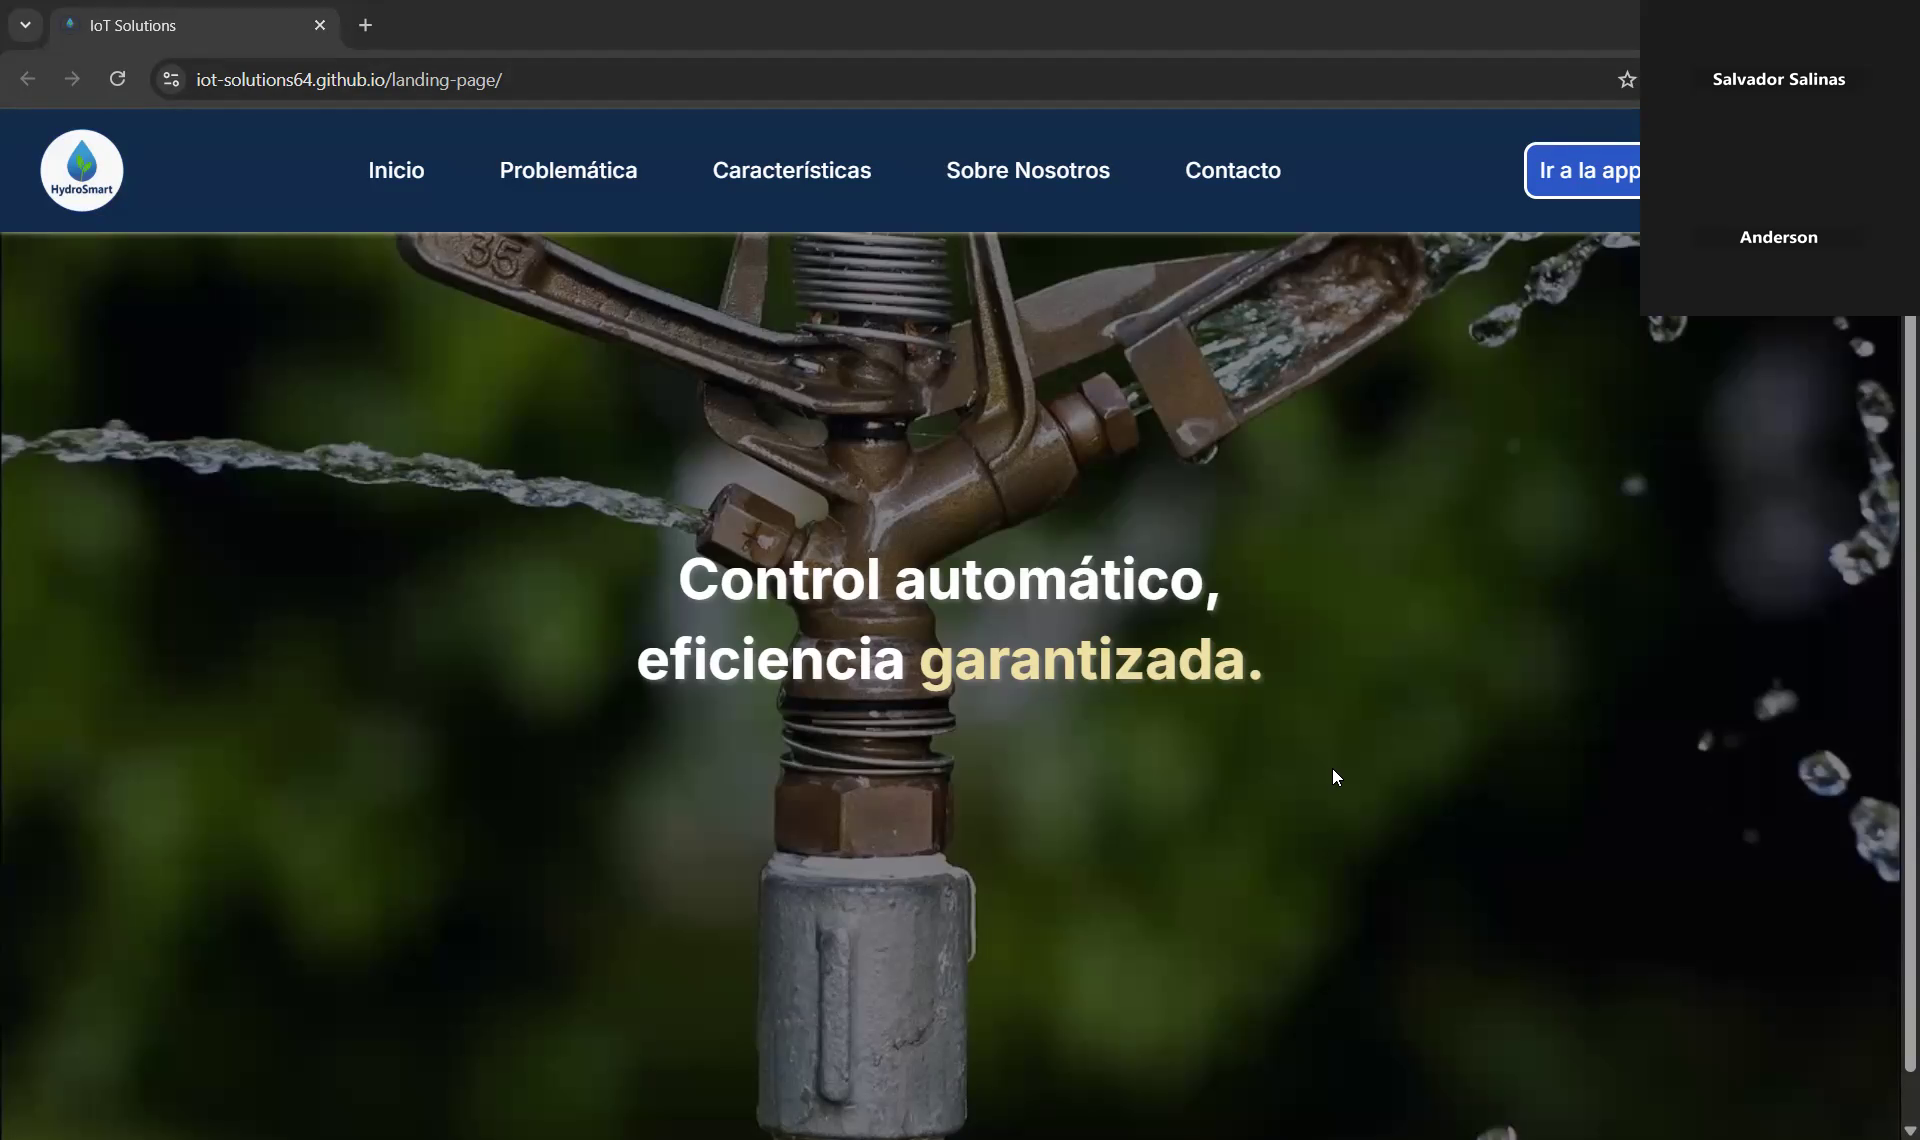 IoT Solutions
iot-solutions64.github.io/landing-page/
Salvador Salinas
Anderson
HydroSmart
Inicio
Problemática
Características
Sobre Nosotros
Contacto
Ir a la app
35
Control automático,
eficiencia garantizada.